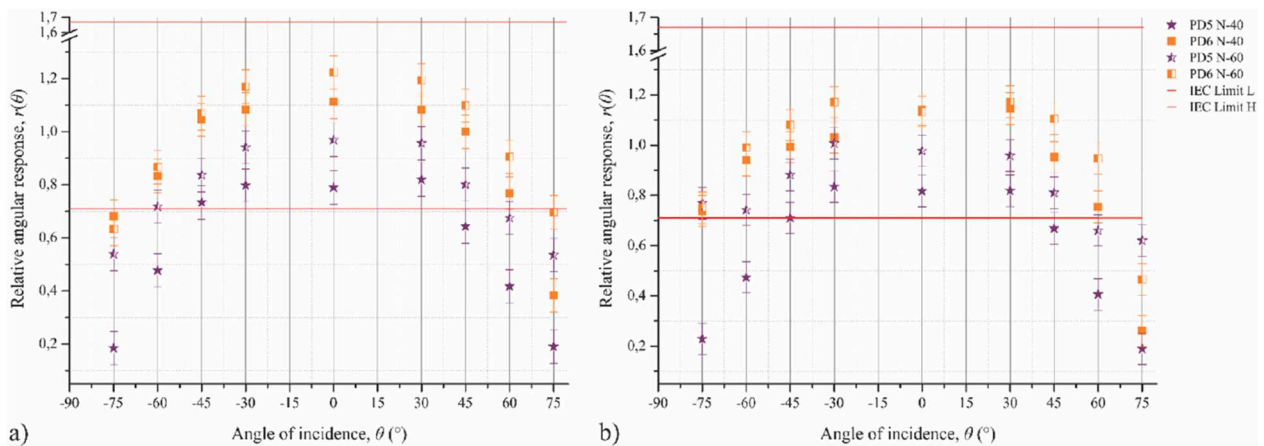 1,7
1,6
1,2
1,0
0,8
0,6
0,4
0,2
Relative angular response, r(θ)
-90 -75 -60 -45 -30 -15 0 15 30 45 60 75
Angle of incidence, θ (°)
a)
1,7
1,6
1,2
1,0
0,8
0,6
0,4
0,2
Relative angular response, r(θ)
-90 -75 -60 -45 -30 -15 0 15 30 45 60 75
Angle of incidence, θ (°)
b)
PD5 N-40
PD6 N-40
PD5 N-60
PD6 N-60
IEC Limit L
IEC Limit H